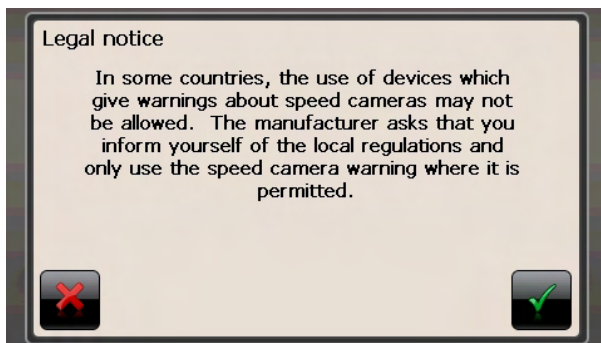 Legal notice
In some countries, the use of devices which
give warnings about speed cameras may not
be allowed.  The manufacturer asks that you
inform yourself of the local regulations and
only use the speed camera warning where it is
permitted.